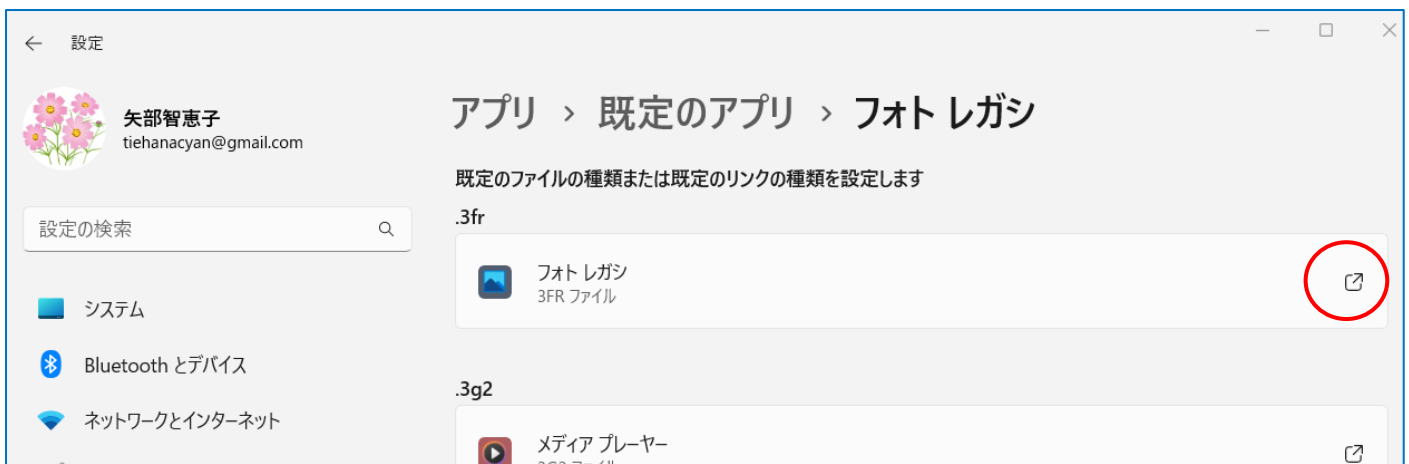 設定
矢部智恵子
tiehanacyan@gmail.com
設定の検索
システム
Bluetooth とデバイス
ネットワークとインターネット
アプリ › 既定のアプリ › フォト レガシ
既定のファイルの種類または既定のリンクの種類を設定します
.3fr
フォト レガシ
3FR ファイル
.3g2
メディア プレーヤー